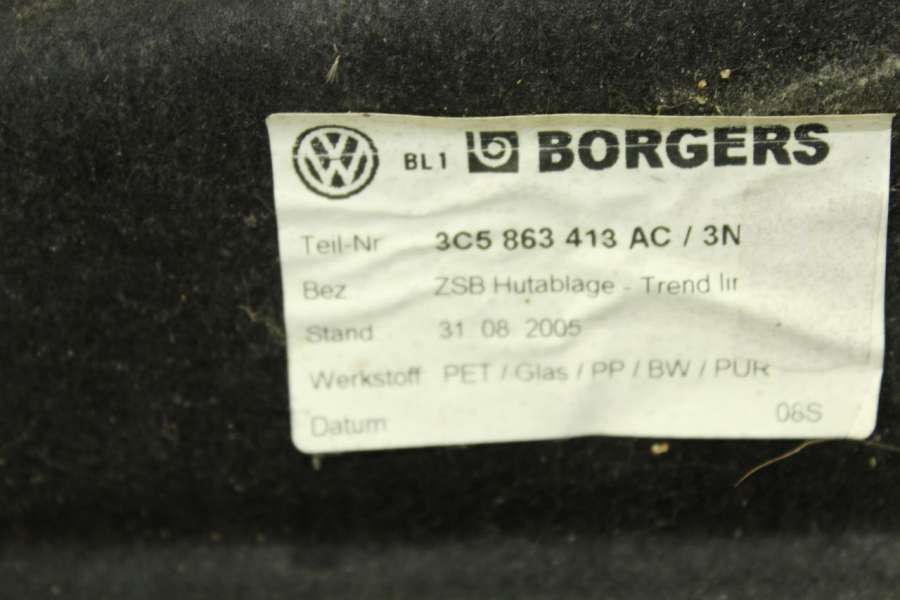 BL1 BORGERS
Teil-Nr 3C5 863 413 AC / 3N
Bez ZSB Hutablage - Trend lir
Stand 31 08 2005
Werkstoff PET / Glas / PP / BW / PUR
Datum 06S